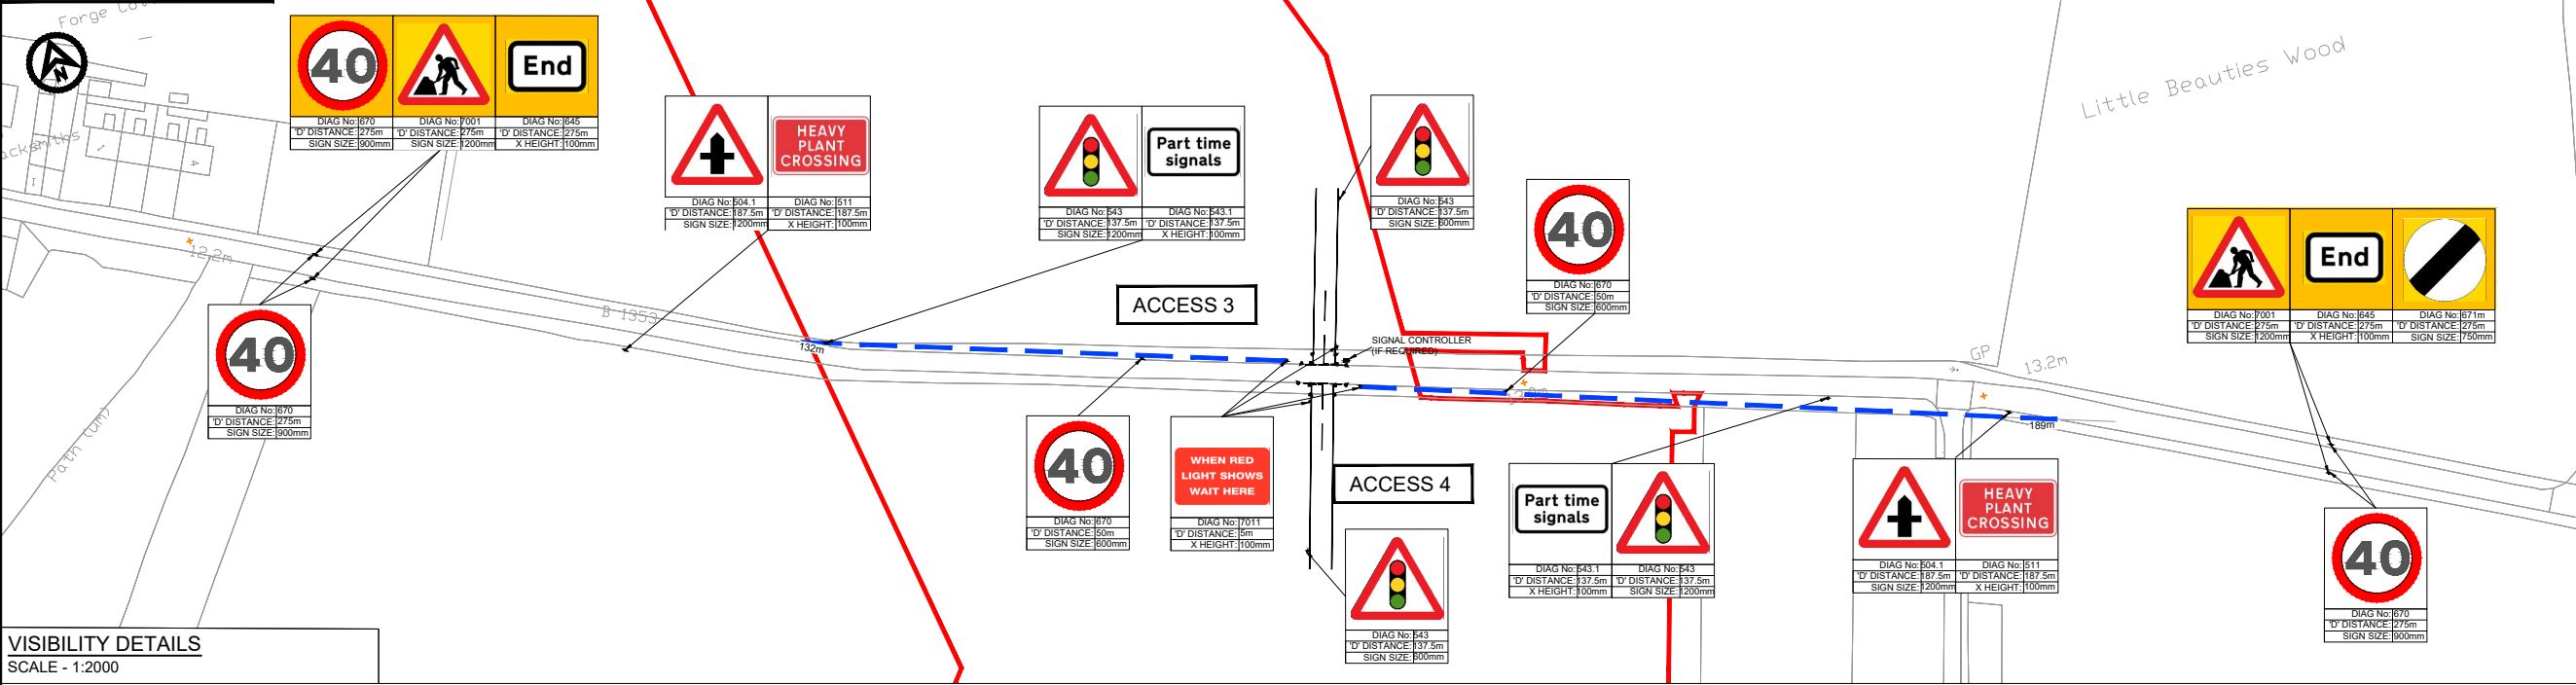 Forge Cot
acksmiths
N
40
End
DIAG No: 670
'D' DISTANCE: 275m
SIGN SIZE: 900mm
DIAG No: 7001
'D' DISTANCE: 275m
SIGN SIZE: 1200mm
DIAG No: 645
'D' DISTANCE: 275m
X HEIGHT: 100mm
HEAVY
PLANT
CROSSING
DIAG No: 504.1
'D' DISTANCE: 187.5m
SIGN SIZE: 1200mm
DIAG No: 511
'D' DISTANCE: 187.5m
X HEIGHT: 100mm
Part time
signals
DIAG No: 543
'D' DISTANCE: 137.5m
SIGN SIZE: 1200mm
DIAG No: 543.1
'D' DISTANCE: 137.5m
X HEIGHT: 100mm
DIAG No: 543
'D' DISTANCE: 137.5m
SIGN SIZE: 600mm
40
DIAG No: 670
'D' DISTANCE: 50m
SIGN SIZE: 600mm
Little Beauties Wood
End
DIAG No: 7001
'D' DISTANCE: 275m
SIGN SIZE: 1200mm
DIAG No: 645
'D' DISTANCE: 275m
X HEIGHT: 100mm
DIAG No: 671m
'D' DISTANCE: 275m
SIGN SIZE: 750mm
12.2m
B 1353
132m
ACCESS 3
SIGNAL CONTROLLER
(IF REQUIRED)
GP
13.2m
189m
40
DIAG No: 670
'D' DISTANCE: 275m
SIGN SIZE: 900mm
Path (um)
40
DIAG No: 670
'D' DISTANCE: 50m
SIGN SIZE: 600mm
WHEN RED
LIGHT SHOWS
WAIT HERE
DIAG No: 7011
'D' DISTANCE: 5m
X HEIGHT: 100mm
ACCESS 4
DIAG No: 543
'D' DISTANCE: 137.5m
SIGN SIZE: 600mm
Part time
signals
DIAG No: 543.1
'D' DISTANCE: 137.5m
X HEIGHT: 100mm
DIAG No: 543
'D' DISTANCE: 137.5m
SIGN SIZE: 1200mm
HEAVY
PLANT
CROSSING
DIAG No: 504.1
'D' DISTANCE: 187.5m
SIGN SIZE: 1200mm
DIAG No: 511
'D' DISTANCE: 187.5m
X HEIGHT: 100mm
40
DIAG No: 670
'D' DISTANCE: 275m
SIGN SIZE: 900mm
VISIBILITY DETAILS
SCALE - 1:2000